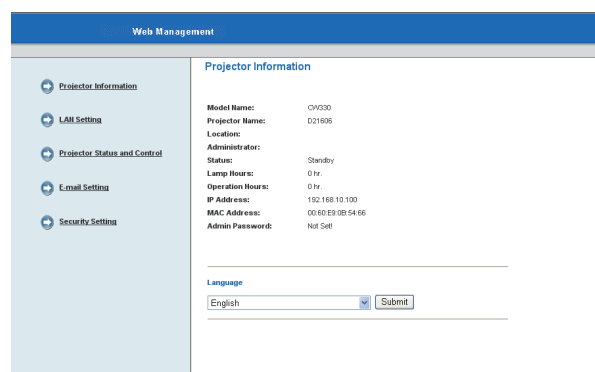 Web Management
Projector Information
LAN Setting
Projector Status and Control
E-mail Setting
Security Setting
Projector Information
Model Name: CW330
Projector Name: D21606
Location:
Administrator:
Status: Standby
Lamp Hours: 0 hr.
Operation Hours: 0 hr.
IP Address: 192.168.10.100
MAC Address: 00:60:E9:0B:54:66
Admin Password: Not Set!
Language
English Submit